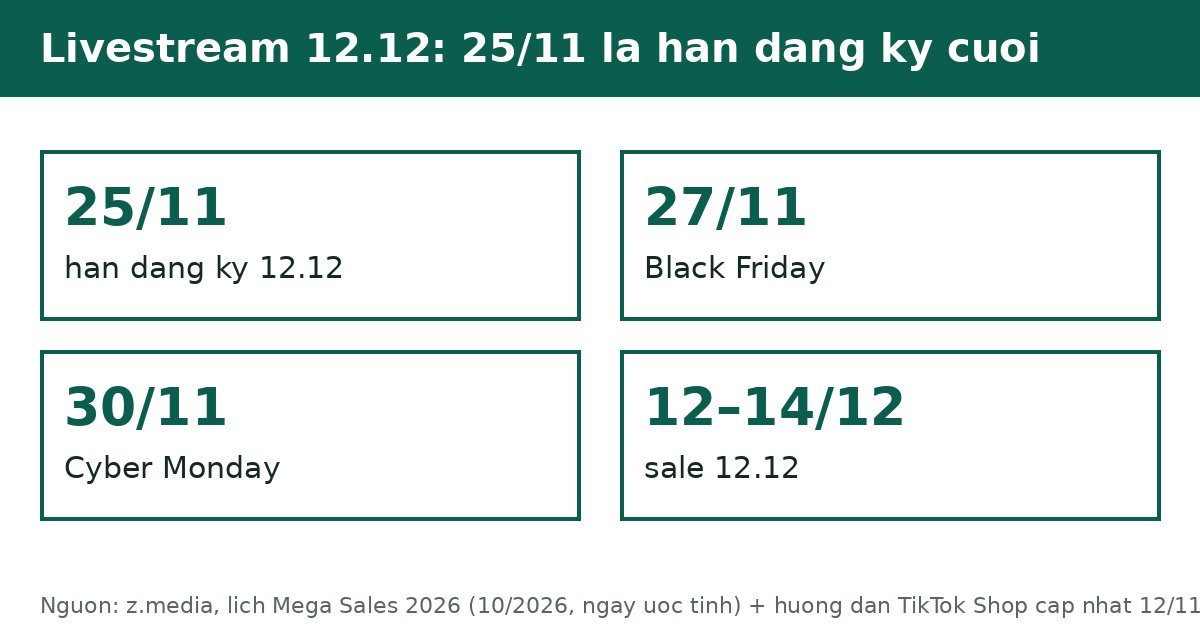 Livestream 12.12: 25/11 la han dang ky cuoi
25/11
han dang ky 12.12
27/11
Black Friday
30/11
Cyber Monday
12–14/12
sale 12.12
Nguon: z.media, lich Mega Sales 2026 (10/2026, ngay uoc tinh) + huong dan TikTok Shop cap nhat 12/11